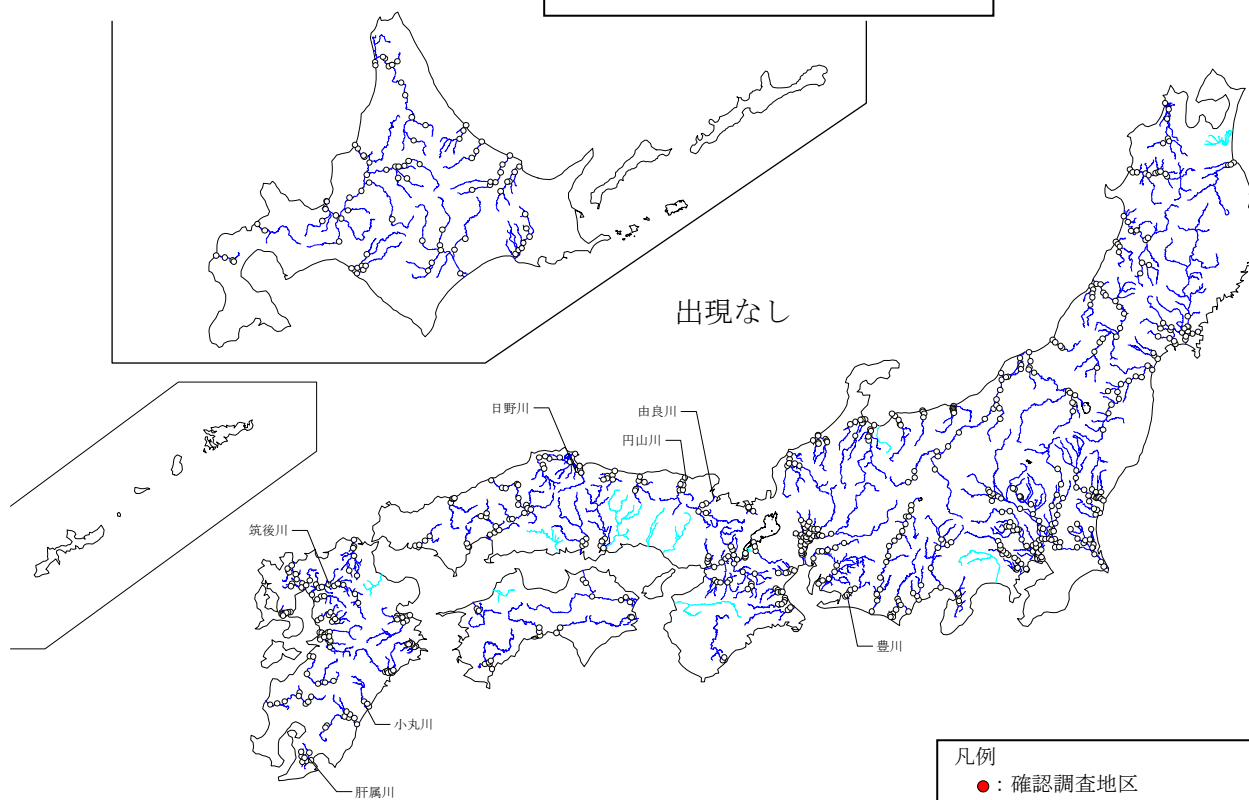 出現なし
日野川
由良川
円山川
筑後川
豊川
小丸川
肝属川
凡例
●：確認調査地区